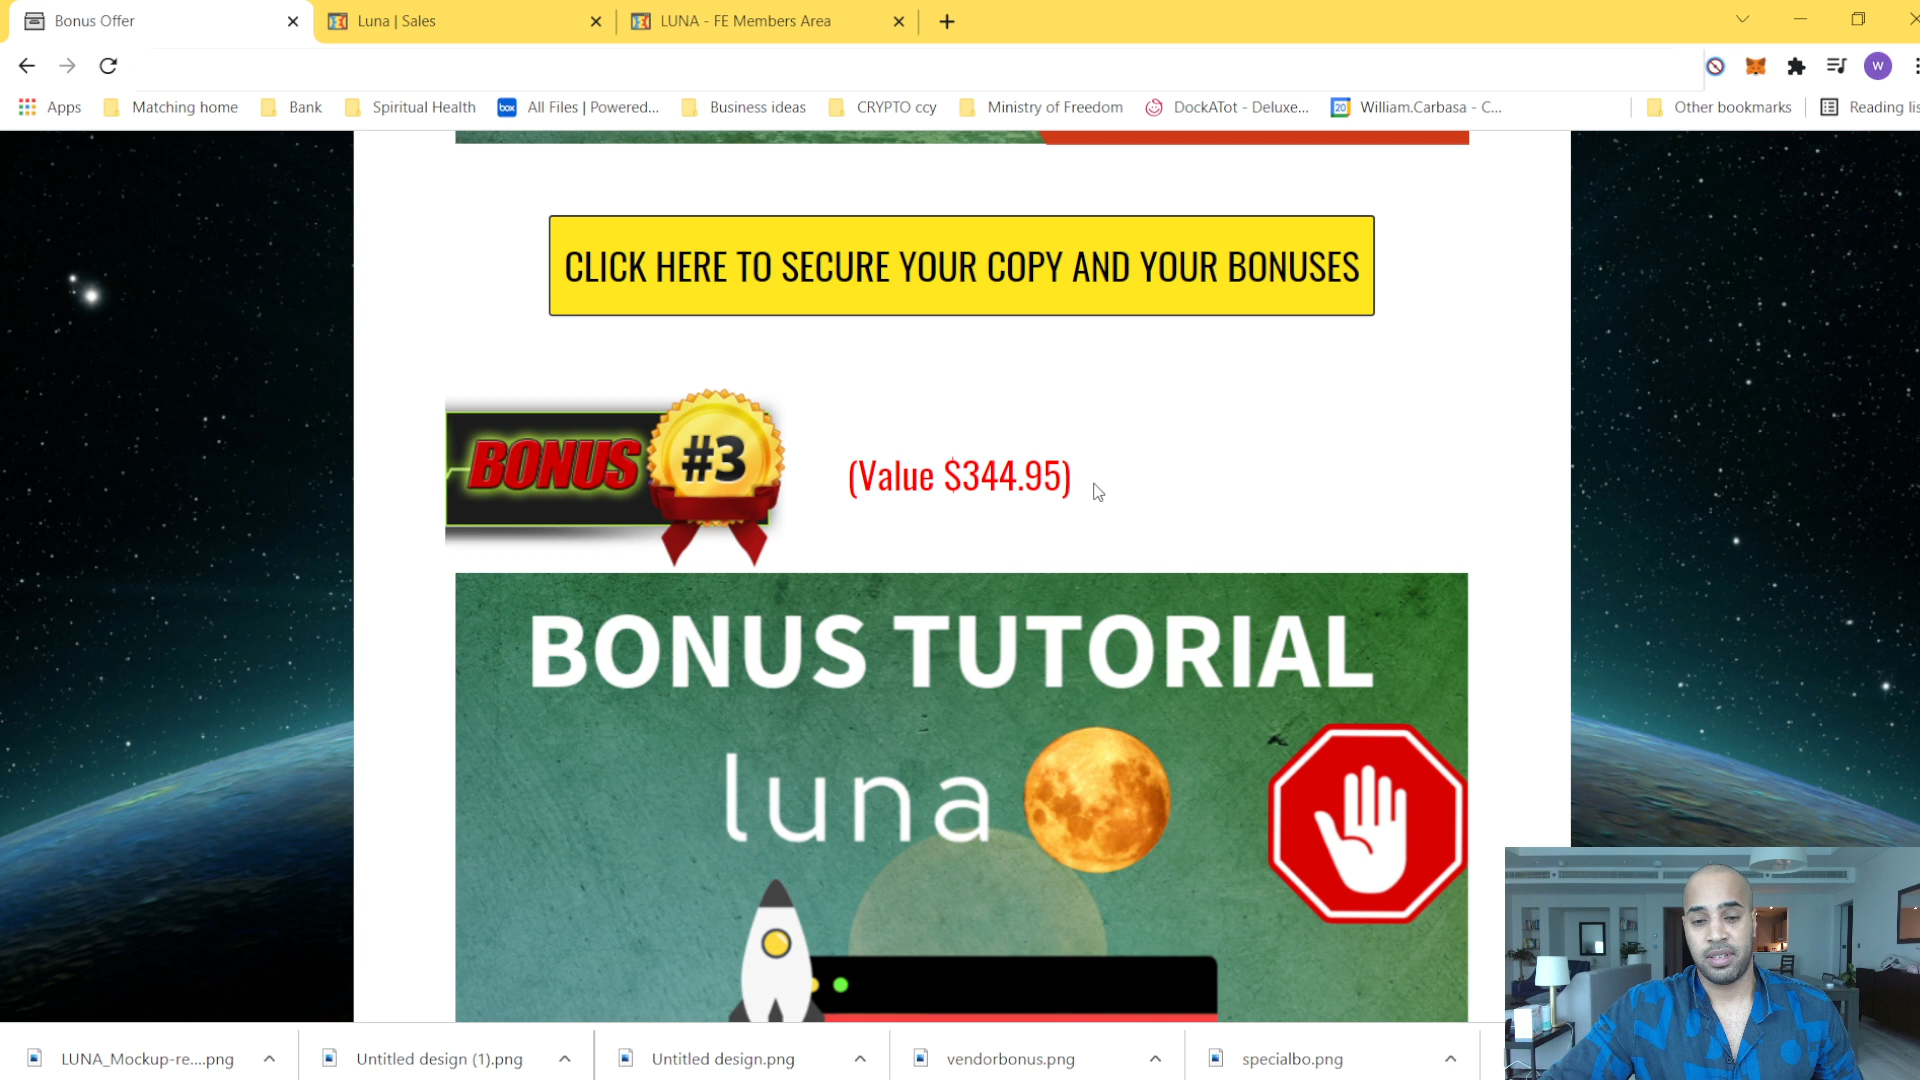 Bonus Offer
Luna | Sales
LUNA - FE Members Area
W
Apps
Matching home
Bank
Spiritual Health
box
All Files | Powered...
Business ideas
CRYPTO ccy
Ministry of Freedom
DockATot - Deluxe...
20
William.Carbasa - C...
Other bookmarks
Reading lis
CLICK HERE TO SECURE YOUR COPY AND YOUR BONUSES
BONUS
#3
(Value $344.95)
BONUS TUTORIAL
luna
LUNA_Mockup-re....png
Untitled design (1).png
Untitled design.png
vendorbonus.png
specialbo.png